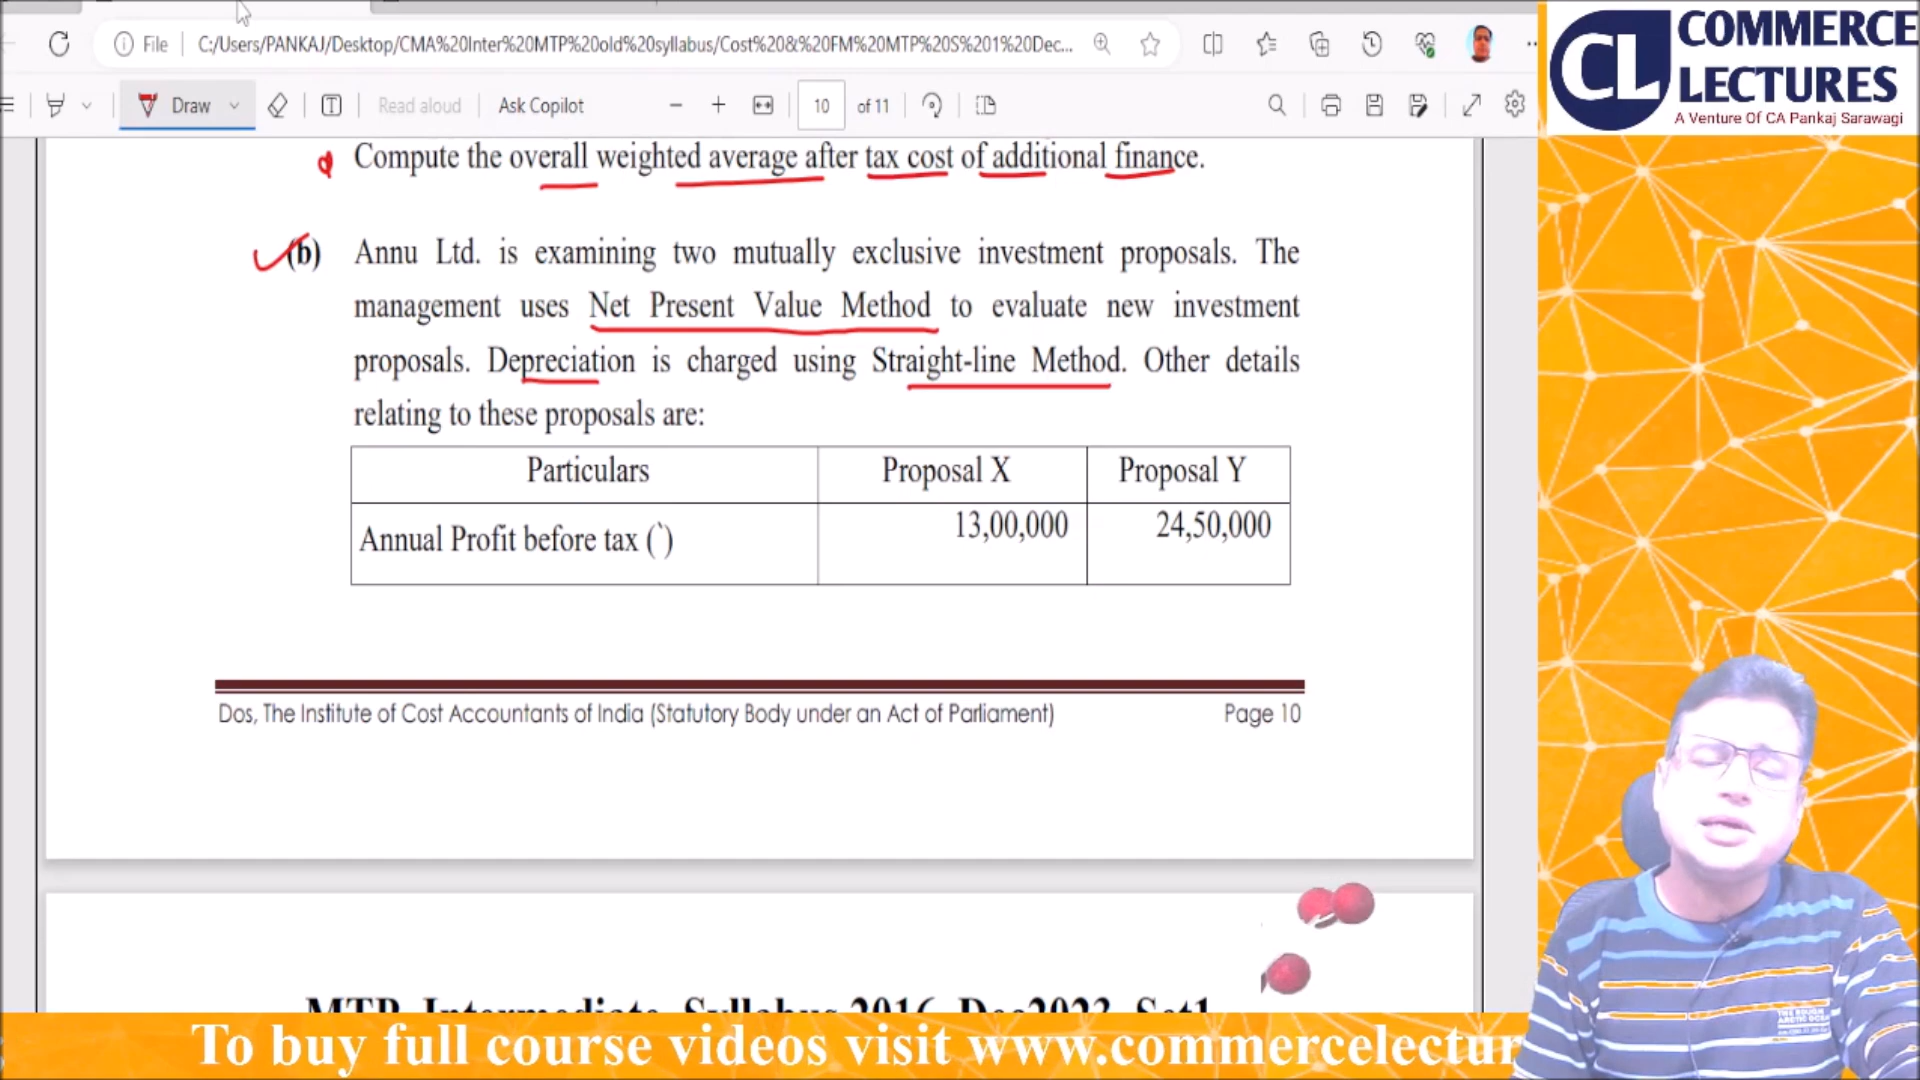 File
C:/Users/PANKAJ/Desktop/CMA%20Inter%20MTP%20old%20syllabus/Cost%20&%20FM%20MTP%20S%201%20Dec...
Draw
Read aloud
Ask Copilot
10
of 11
CL
COMMERCE
LECTURES
A Venture Of CA Pankaj Sarawagi
Compute the overall weighted average after tax cost of additional finance.
(b) Annu Ltd. is examining two mutually exclusive investment proposals. The
management uses Net Present Value Method to evaluate new investment
proposals. Depreciation is charged using Straight-line Method. Other details
relating to these proposals are:
Particulars Proposal X Proposal Y
Annual Profit before tax (`) 13,00,000 24,50,000
Dos, The Institute of Cost Accountants of India (Statutory Body under an Act of Parliament) Page 10
MTP_Intermediate_Syllabus 2016_Dec2023_Set1
To buy full course videos visit www.commercelectur